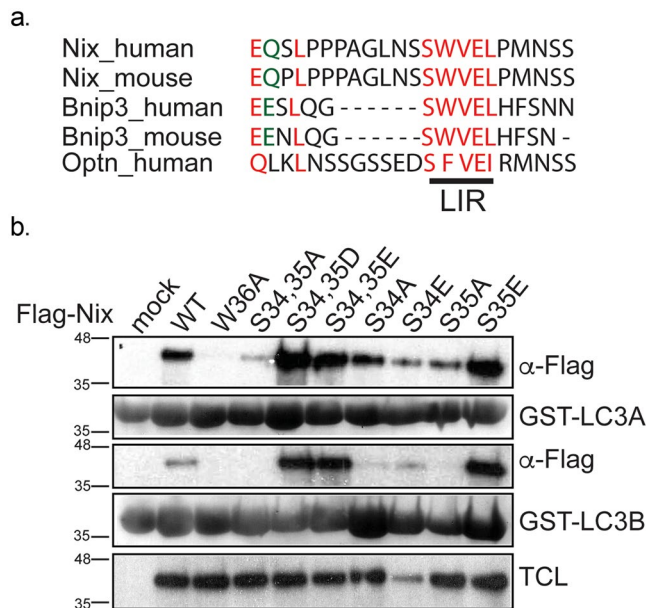 a.
Nix_human EQSLPPPAGLNSSWVELPMNSS
Nix_mouse EQPLPPPAGLNSSWVELPMNSS
Bnip3_human EESLQG------SWVELHFSNN
Bnip3_mouse EENLQG------SWVELHFSN-
Optn_human QLKLNSSGSSEDSFVEIRMNSS
LIR
b.
Flag-Nix mock WT W36A S34,35A S34,35D S34,35E S34A S34E S35A S35E
48
35
α-Flag
35
GST-LC3A
48
35
α-Flag
35
GST-LC3B
48
35
TCL